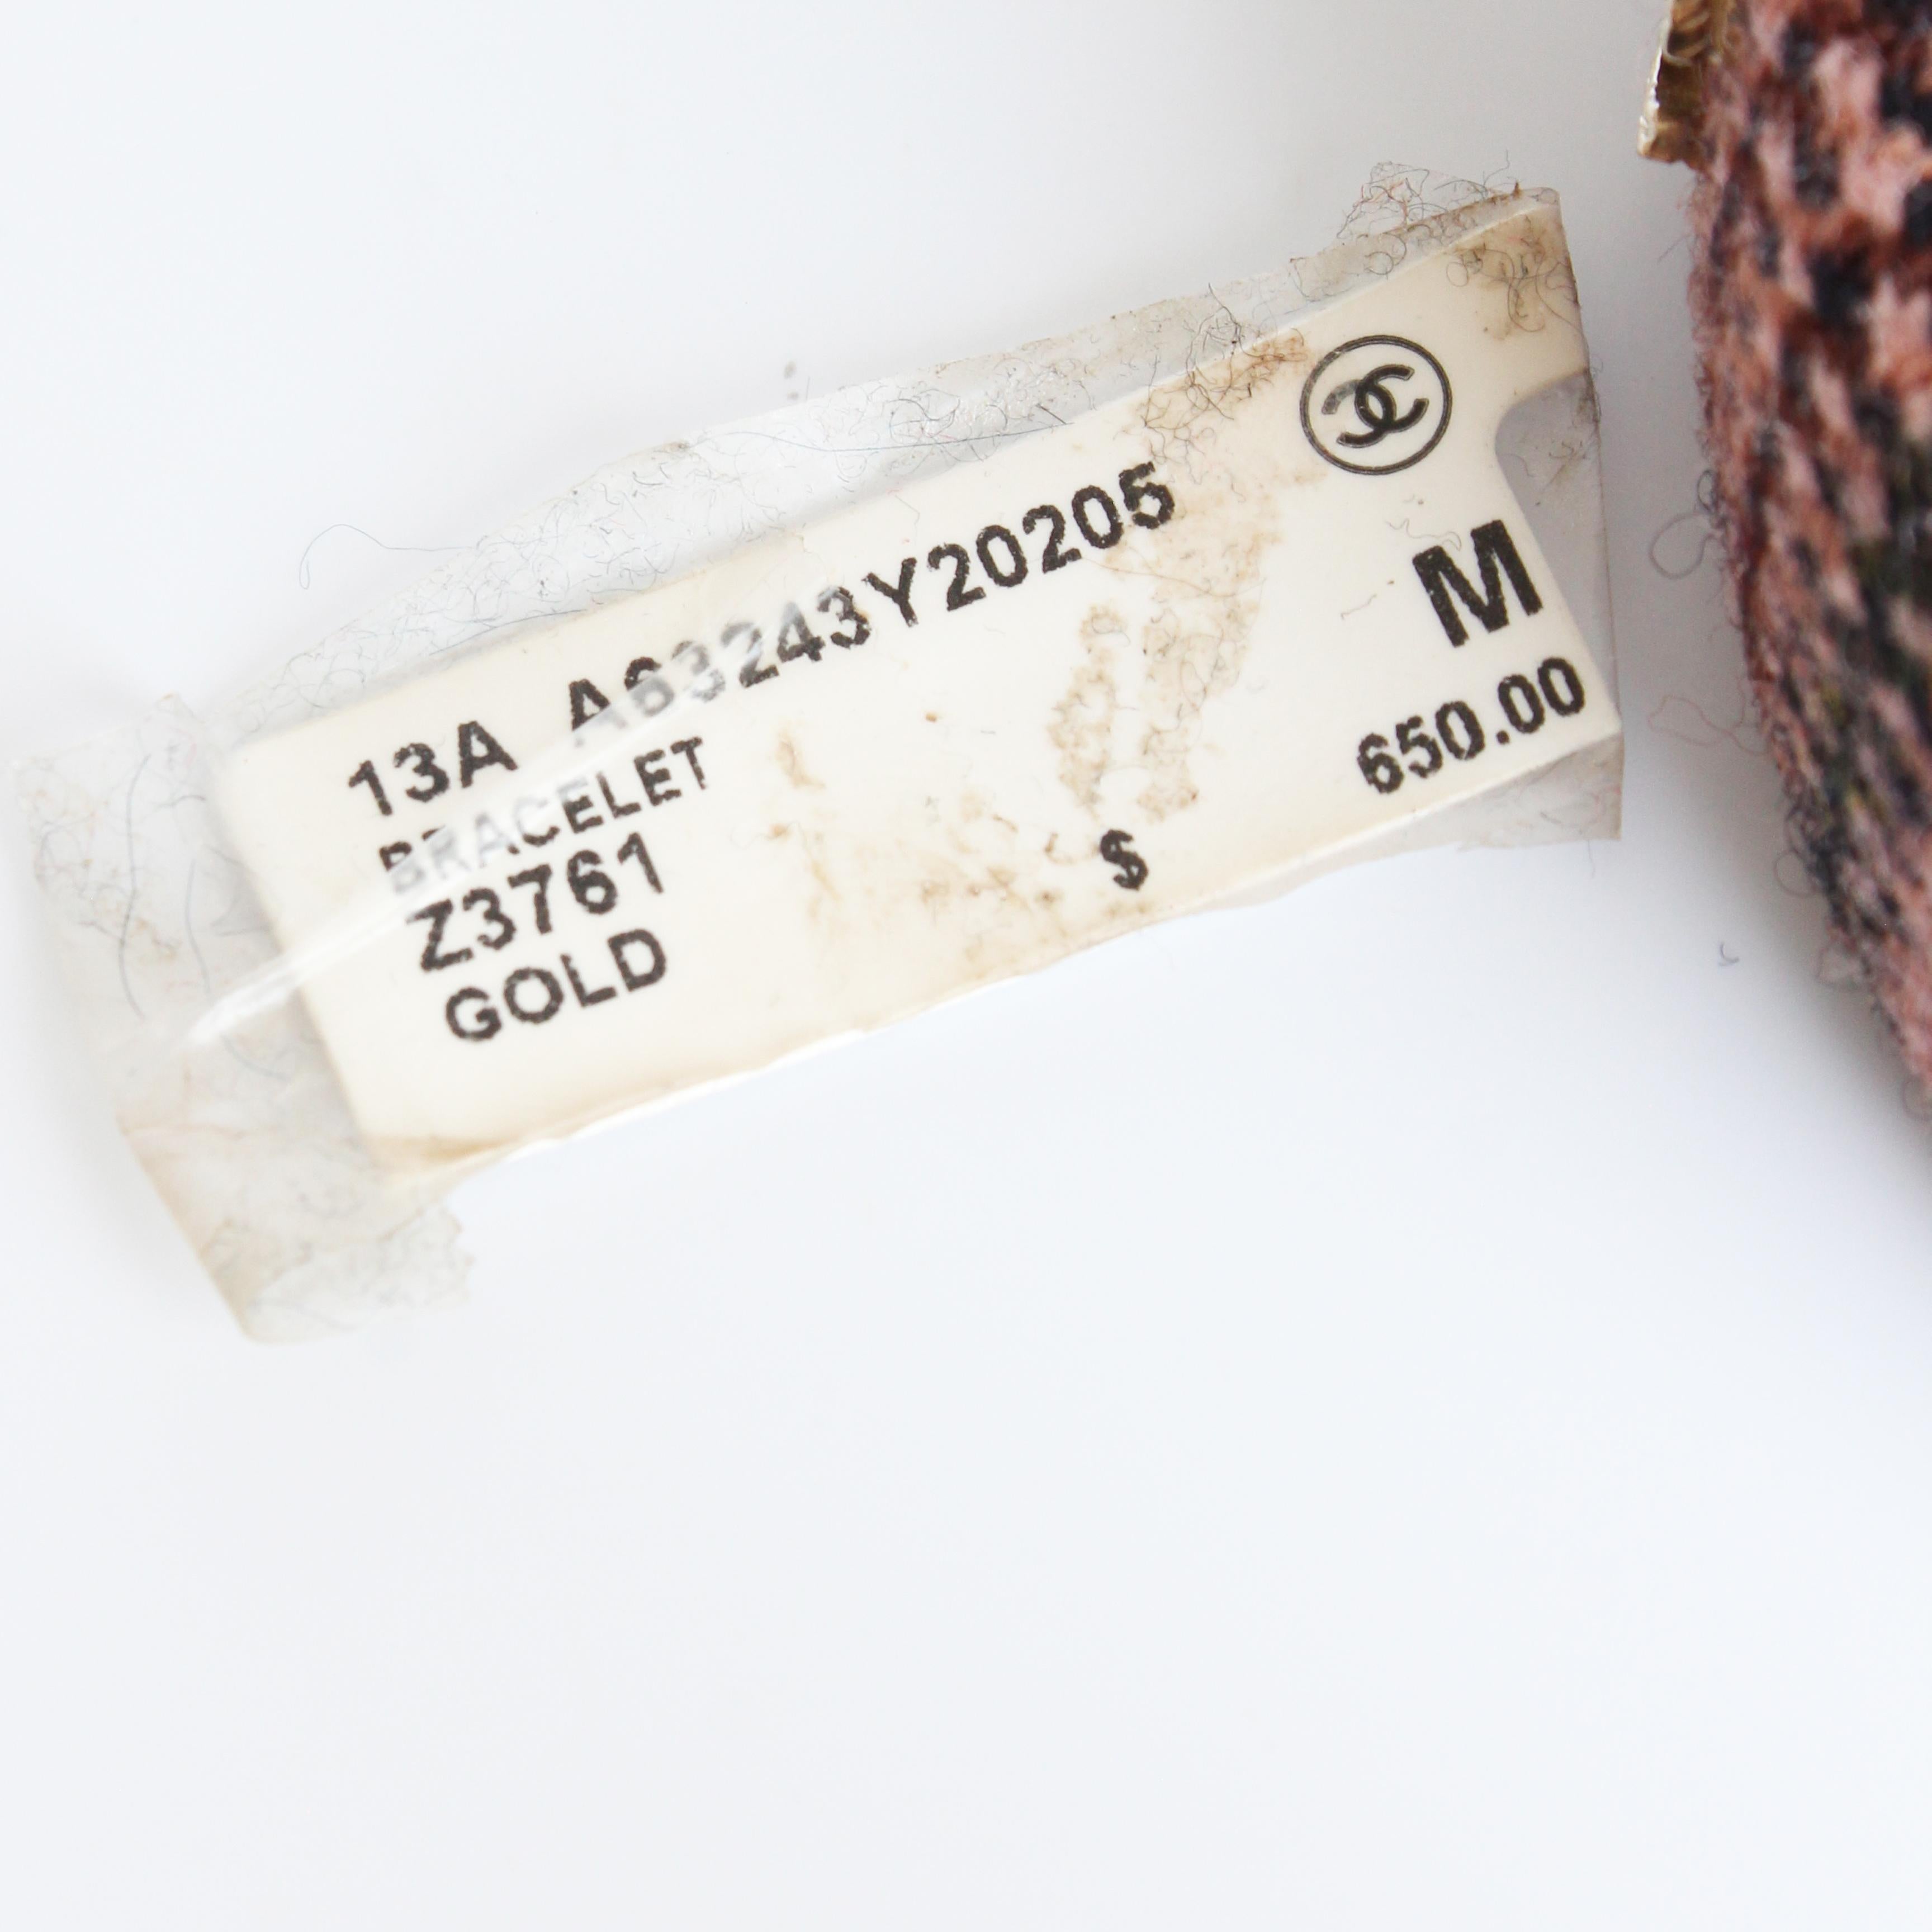 13A A63243Y20205
M
BRACELET
Z3761
$ 650.00
GOLD